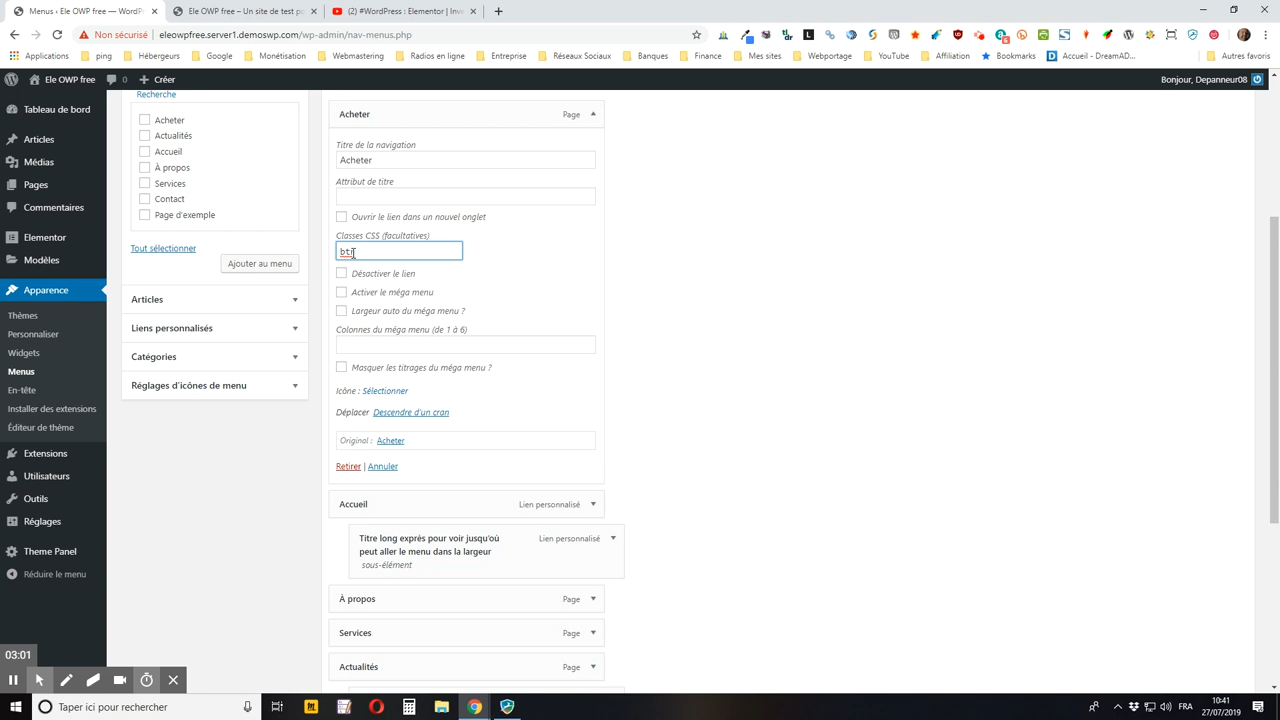 Menus ‹ Ele OWP free — WordPress
Ele OWP free – Un site de test po
(2) #WordPress : Elementor | Inv
Non sécurisé
eleowpfree.server1.demoswp.com/wp-admin/nav-menus.php
Applications
ping
Hébergeurs
Google
Monétisation
Webmastering
Radios en ligne
Entreprise
Réseaux Sociaux
Banques
Finance
Mes sites
Webportage
YouTube
Affiliation
Bookmarks
Accueil - DreamAD...
Autres favoris
Ele OWP free
0
Créer
Bonjour, Depanneur08
Tableau de bord
Articles
Médias
Pages
Commentaires
Elementor
Modèles
Apparence
Thèmes
Personnaliser
Widgets
Menus
En-tête
Installer des extensions
Éditeur de thème
Extensions
Utilisateurs
Outils
Réglages
Theme Panel
Réduire le menu
Recherche
Acheter
Actualités
Accueil
À propos
Services
Contact
Page d'exemple
Tout sélectionner
Ajouter au menu
Articles
Liens personnalisés
Catégories
Réglages d'icônes de menu
Acheter
Page
Titre de la navigation
Acheter
Attribut de titre
Ouvrir le lien dans un nouvel onglet
Classes CSS (facultatives)
Désactiver le lien
Activer le méga menu
Largeur auto du méga menu ?
Colonnes du méga menu (de 1 à 6)
Masquer les titrages du méga menu ?
Icône : Sélectionner
Déplacer Descendre d'un cran
Original : Acheter
Retirer | Annuler
Accueil
Lien personnalisé
Titre long exprés pour voir jusqu'où
peut aller le menu dans la largeur
sous-élément
Lien personnalisé
À propos
Page
Services
Page
Actualités
Page
03:01
Taper ici pour rechercher
FRA
10:41
27/07/2019